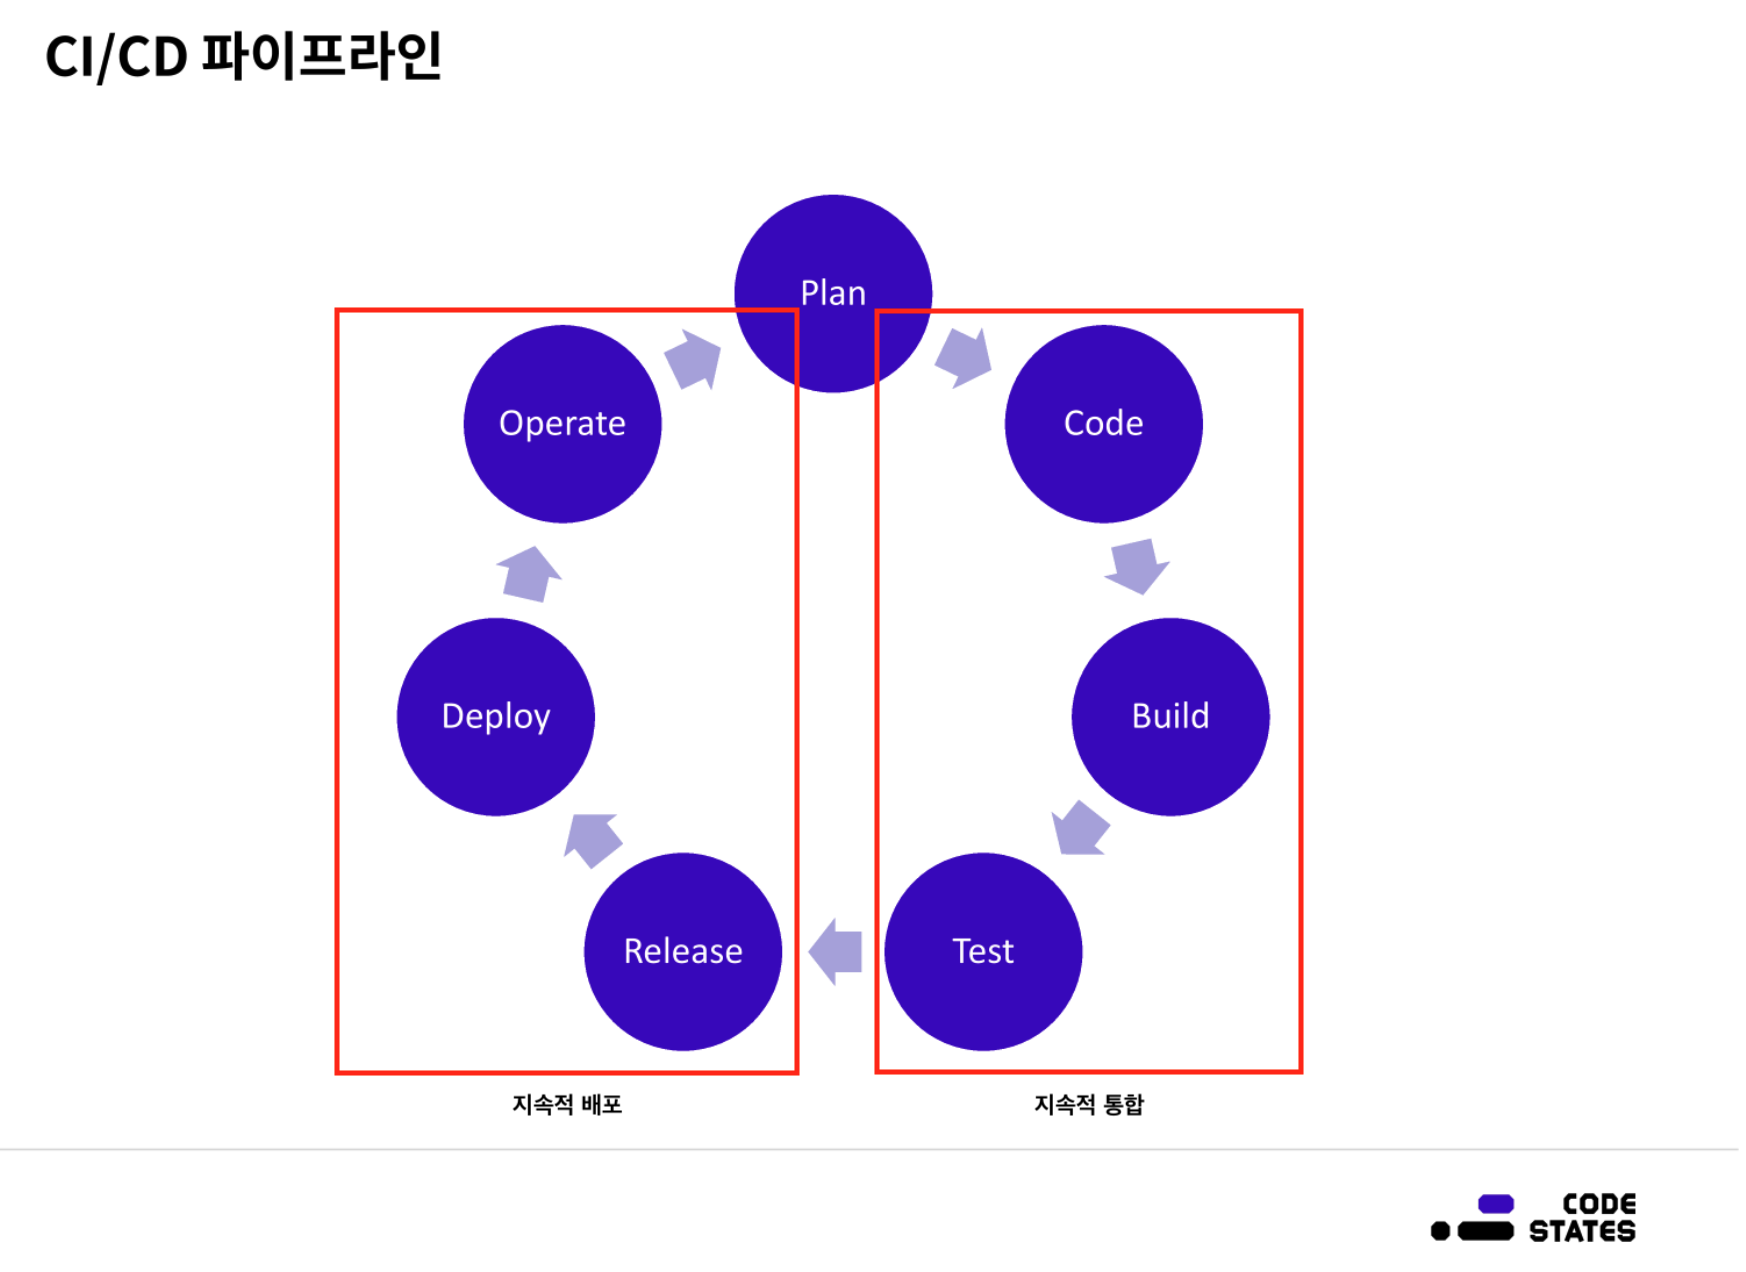 CI/CD 파이프라인
Plan
Operate
Code
Deploy
Build
Release
Test
지속적 배포
지속적 통합
CODE
STATES